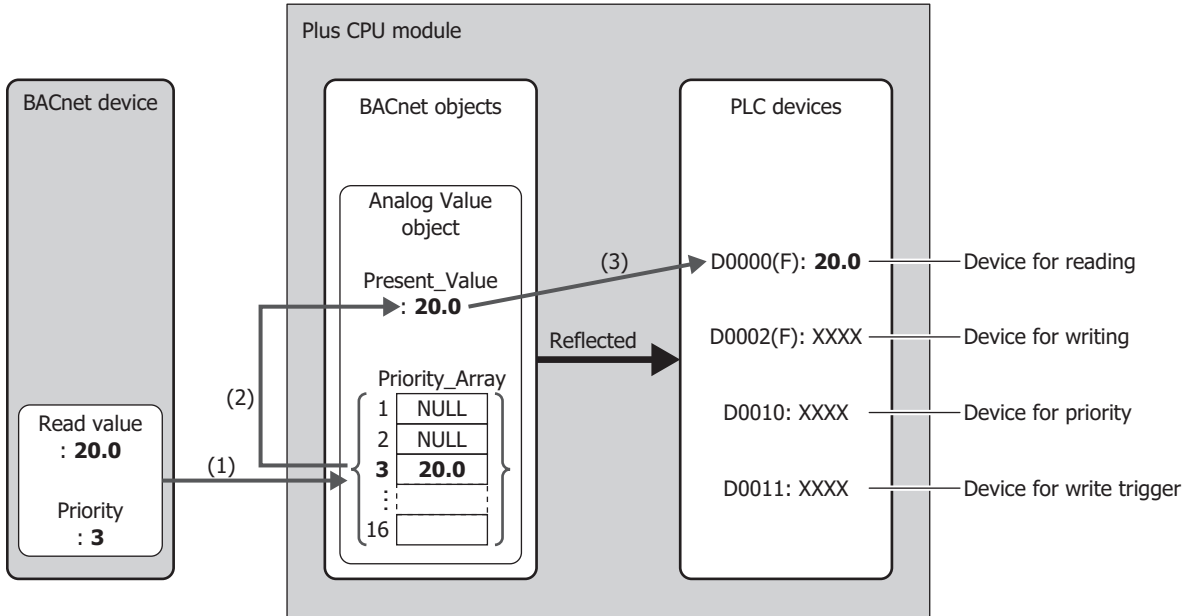 Plus CPU module
BACnet device
Read value
: 20.0
Priority
: 3
(1)
(2)
BACnet objects
Analog Value
object
Present_Value
: 20.0
Priority_Array
1 NULL
2 NULL
3 20.0
:
16
(3)
Reflected
PLC devices
D0000(F): 20.0
D0002(F): XXXX
D0010: XXXX
D0011: XXXX
Device for reading
Device for writing
Device for priority
Device for write trigger